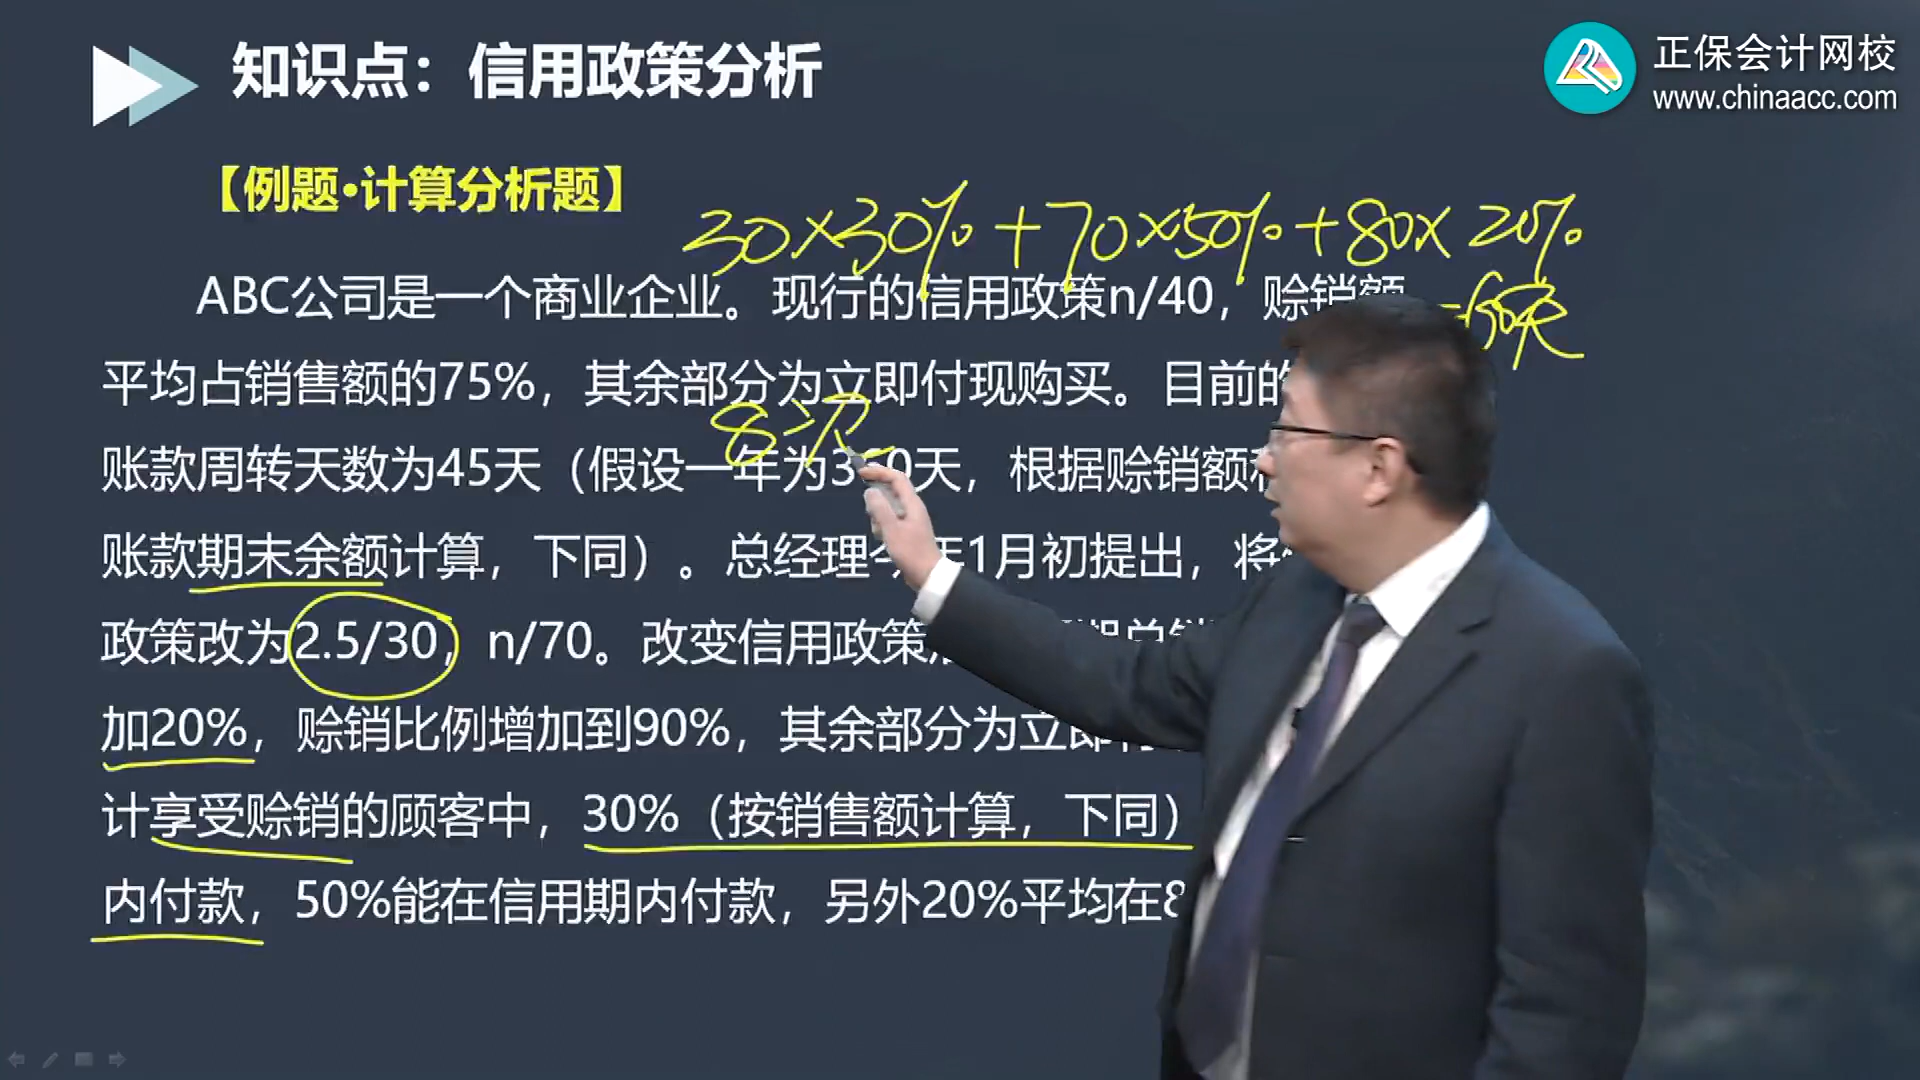 知识点：信用政策分析
正保会计网校
www.chinaacc.com
【例题·计算分析题】
30×30%+70×50%+80×20%
ABC公司是一个商业企业。现行的信用政策n/40，赊销额
平均占销售额的75%，其余部分为立即付现购买。目前的
8次
账款周转天数为45天（假设一年为360天，根据赊销额
账款期末余额计算，下同）。总经理今年1月初提出，将
政策改为2.5/30，n/70。改变信用政策
加20%，赊销比例增加到90%，其余部分为立即付
计享受赊销的顾客中，30%（按销售额计算，下同）
内付款，50%能在信用期内付款，另外20%平均在8